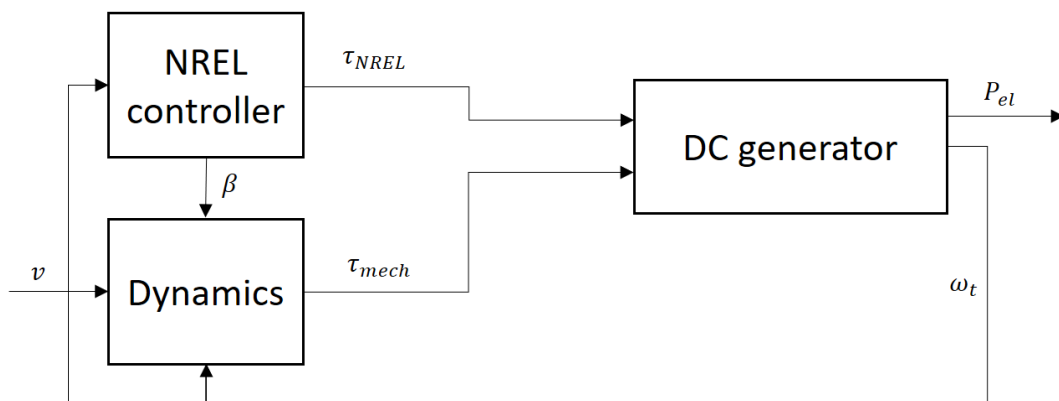 NREL
controller
τ_NREL
DC generator
P_el
β
v
Dynamics
τ_mech
ω_t